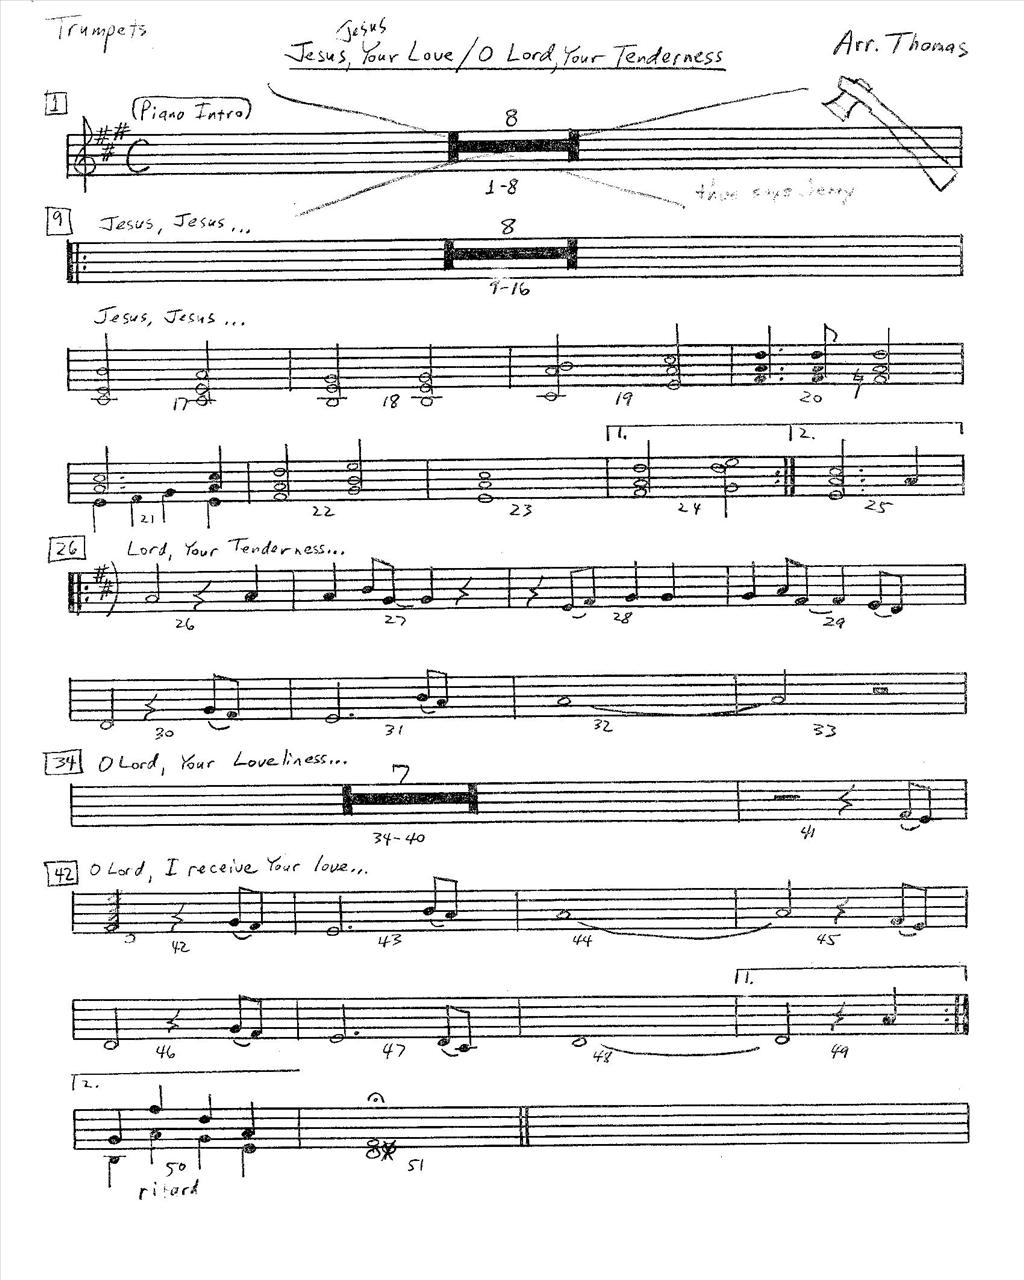 Trumpets
Jesus
Jesus, Your Love / O Lord, Your Tenderness
Arr. Thomas
1
(Piano Intro)
8
1-8
thus says Jerry
9
Jesus, Jesus...
8
9-16
Jesus, Jesus...
17 18 19 20
1. 2.
21 22 23 24 25
26
Lord, Your Tenderness...
26 27 28 29
30 31 32 33
34
O Lord, Your Loveliness...
7
34-40 41
42
O Lord, I receive Your love...
42 43 44 45
1.
46 47 48 49
2.
50 51
ritard